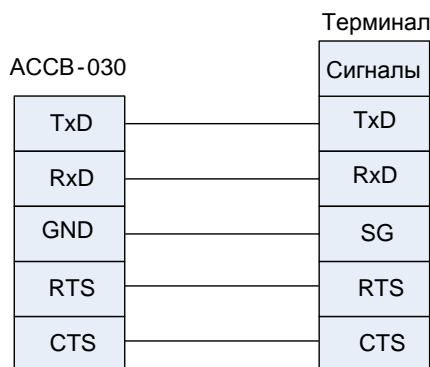 Терминал
АССВ-030
Сигналы
TxD
TxD
RxD
RxD
GND
SG
RTS
RTS
CTS
CTS